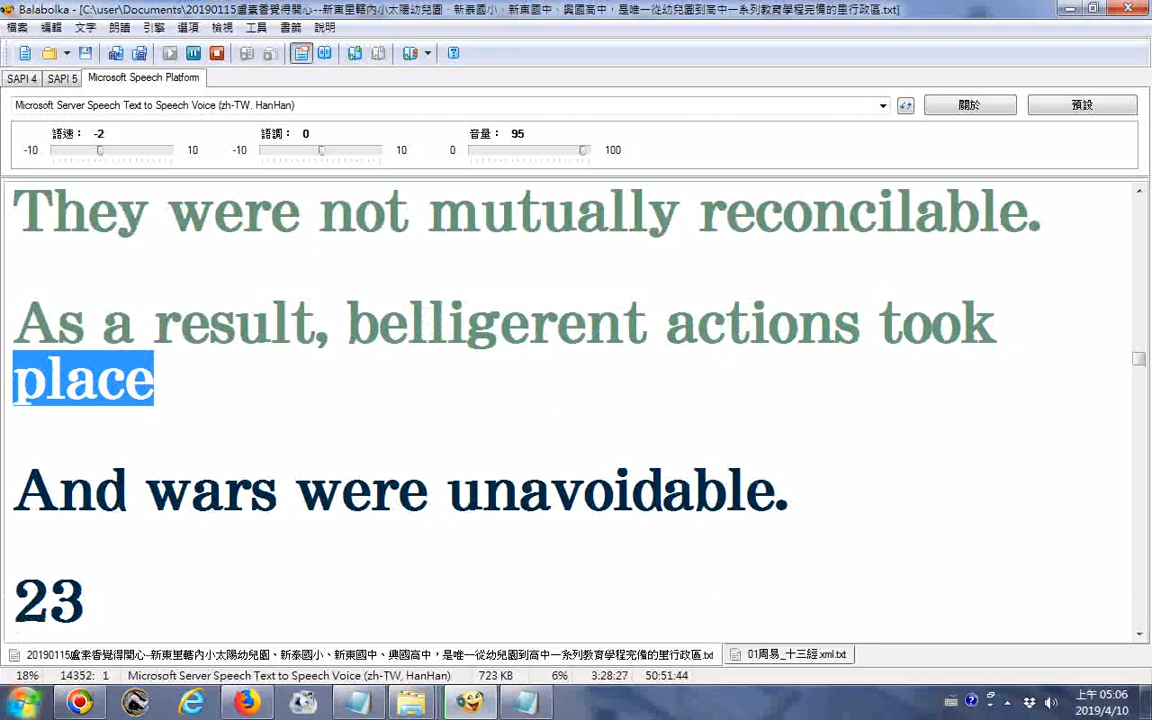 Balabolka - [C:\user\Documents\20190115盧素香覺得開心--新東里轄內小太陽幼兒園、新泰國小、新東國中、興國高中，是唯一從幼兒園到高中一系列教育學程完備的里行政區.txt]
檔案 編輯 文字 朗讀 引擎 選項 檢視 工具 書籤 說明
SAPI 4 SAPI 5 Microsoft Speech Platform
Microsoft Server Speech Text to Speech Voice (zh-TW, HanHan) 關於 預設
語速： -2 語調： 0 音量： 95
-10 10 -10 10 0 100
They were not mutually reconcilable.
As a result, belligerent actions took
place
And wars were unavoidable.
23
20190115盧素香覺得開心--新東里轄內小太陽幼兒園、新泰國小、新東國中、興國高中，是唯一從幼兒園到高中一系列教育學程完備的里行政區.txt 01周易_十三經.xml.txt
18% 14352: 1 Microsoft Server Speech Text to Speech Voice (zh-TW, HanHan) 723 KB 6% 3:28:27 50:51:44
上午 05:06
2019/4/10